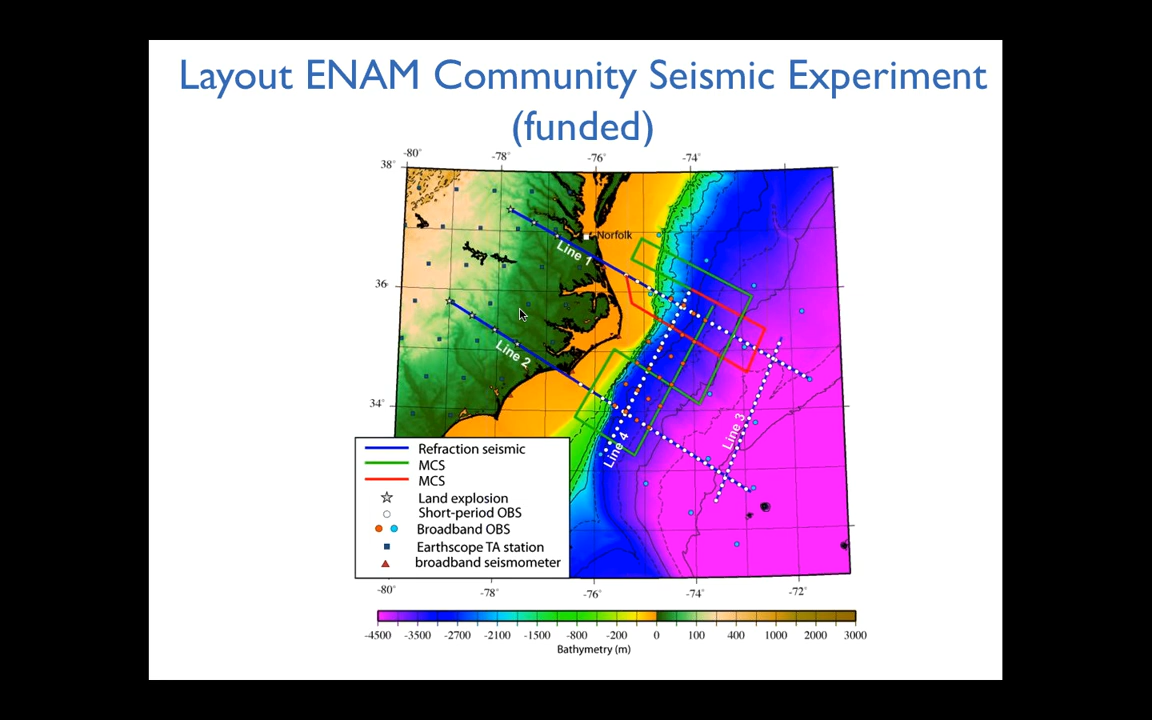 Layout ENAM Community Seismic Experiment
(funded)
-80° -78° -76° -74°
38°
Norfolk
Line 1
36°
Line 2
34°
Line 3
Line 4
Refraction seismic
MCS
MCS
Land explosion
Short-period OBS
Broadband OBS
Earthscope TA station
broadband seismometer
-80° -78° -76° -74° -72°
-4500 -3500 -2700 -2100 -1500 -800 -200 0 100 400 1000 2000 3000
Bathymetry (m)